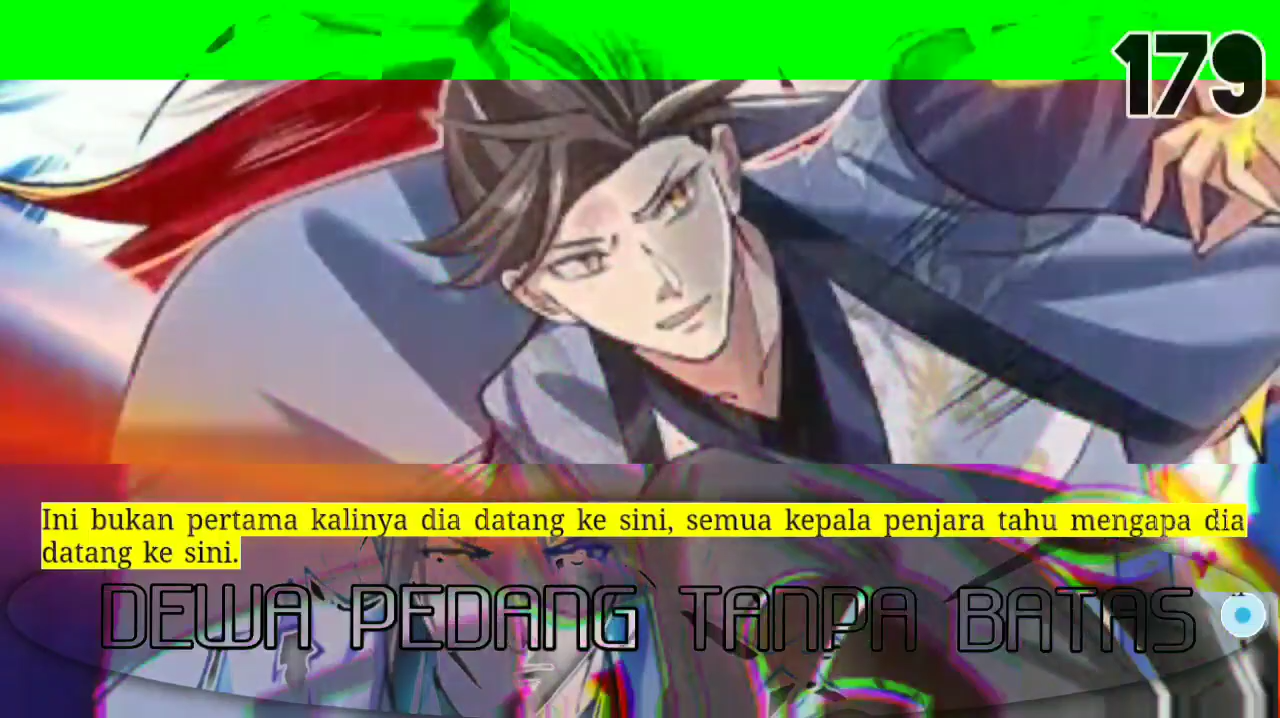 179
Ini bukan pertama kalinya dia datang ke sini, semua kepala penjara tahu mengapa dia
datang ke sini.
DEWA PEDANG TANPA BATAS